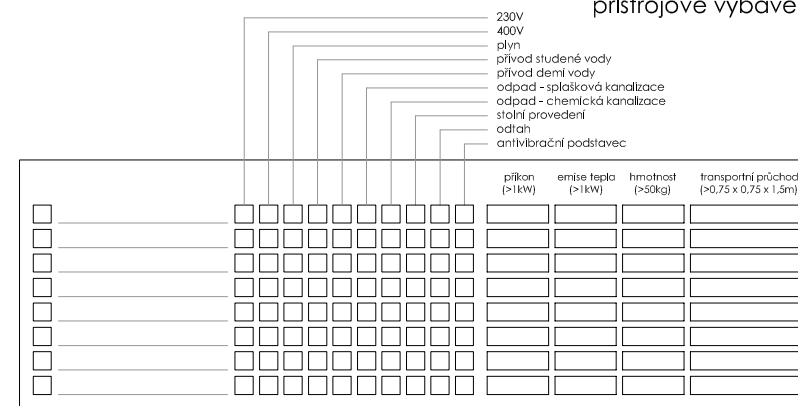 přístrojové vybave
230V
400V
plyn
přívod studené vody
přívod demi vody
odpad - splašková kanalizace
odpad - chemická kanalizace
stolní provedení
odtah
antivibrační podstavec
příkon emise tepla hmotnost transportní průchod
(>1kW) (>1kW) (>50kg) (>0,75 x 0,75 x 1,5m)